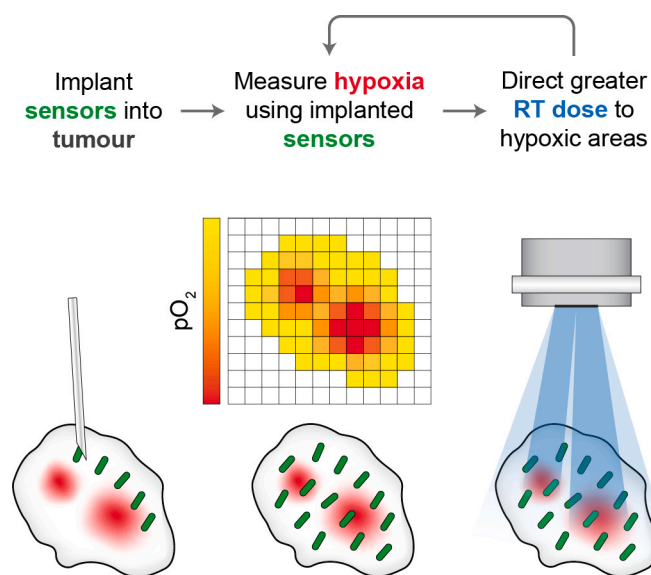 Implant
sensors into
tumour
Measure hypoxia
using implanted
sensors
Direct greater
RT dose to
hypoxic areas
pO2